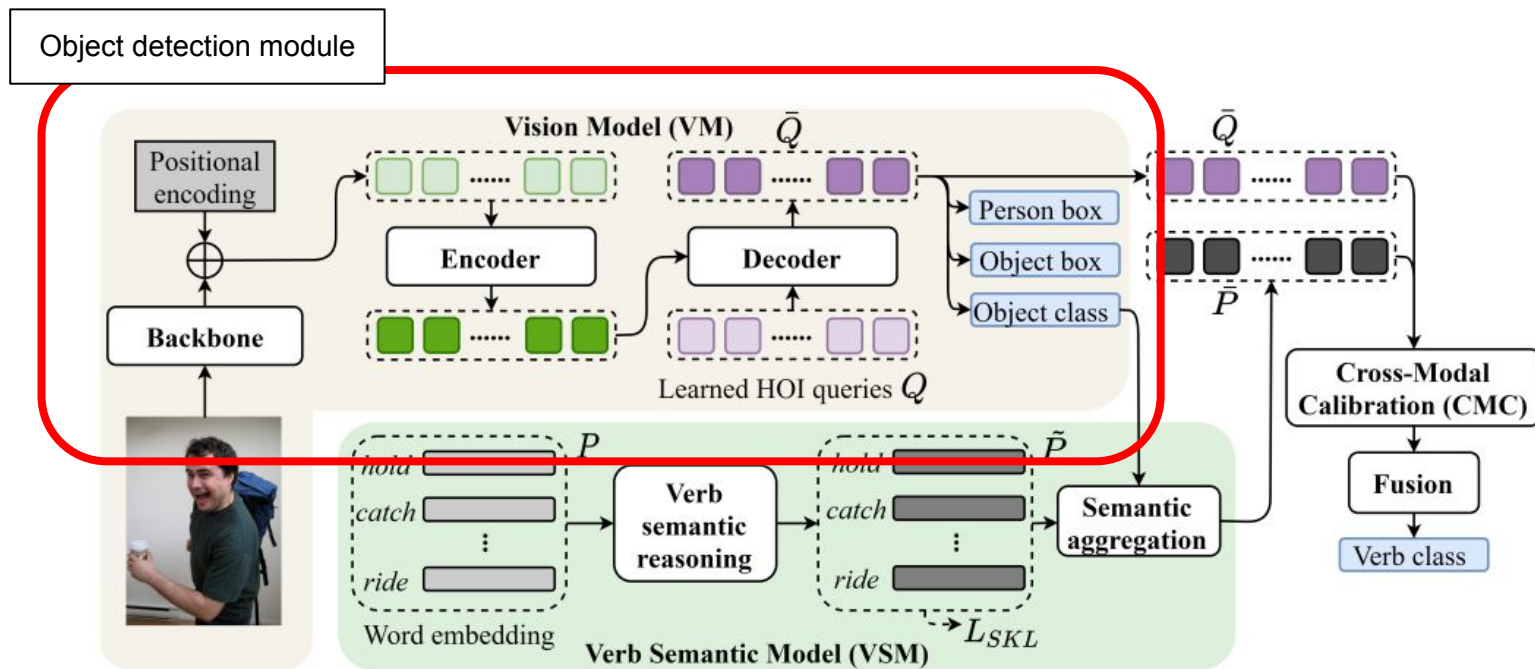 Object detection module
Vision Model (VM)
Q̄
Q̄
Positional
encoding
......
......
......
Person box
Encoder
Decoder
Object box
......
P̄
Object class
Backbone
......
......
Learned HOI queries Q
Cross-Modal
Calibration (CMC)
P
P̃
hold
hold
Verb
semantic
reasoning
catch
catch
Semantic
aggregation
Fusion
⋮
⋮
Verb class
ride
ride
Word embedding
L_SKL
Verb Semantic Model (VSM)